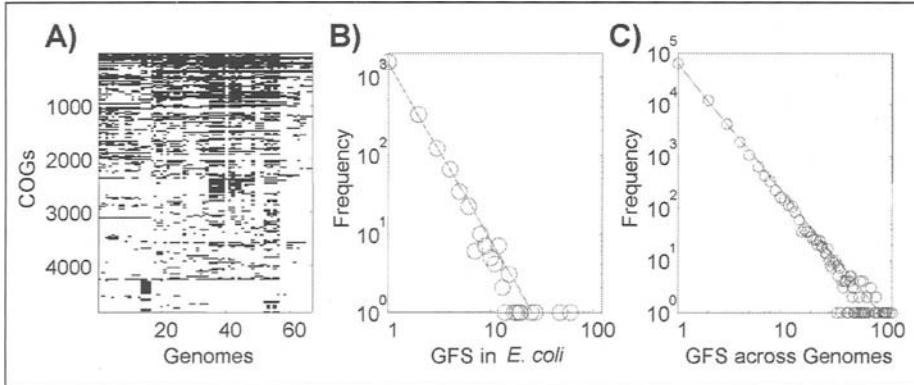 A)
COGs
1000
2000
3000
4000
20 40 60
Genomes
B)
Frequency
10^3
10^2
10^1
10^0
1 10 100
GFS in E. coli
C)
Frequency
10^5
10^4
10^3
10^2
10^1
10^0
1 10 100
GFS across Genomes